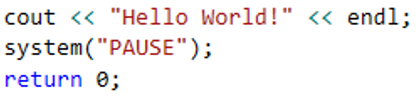 cout << "Hello World!" << endl;
system("PAUSE");
return 0;